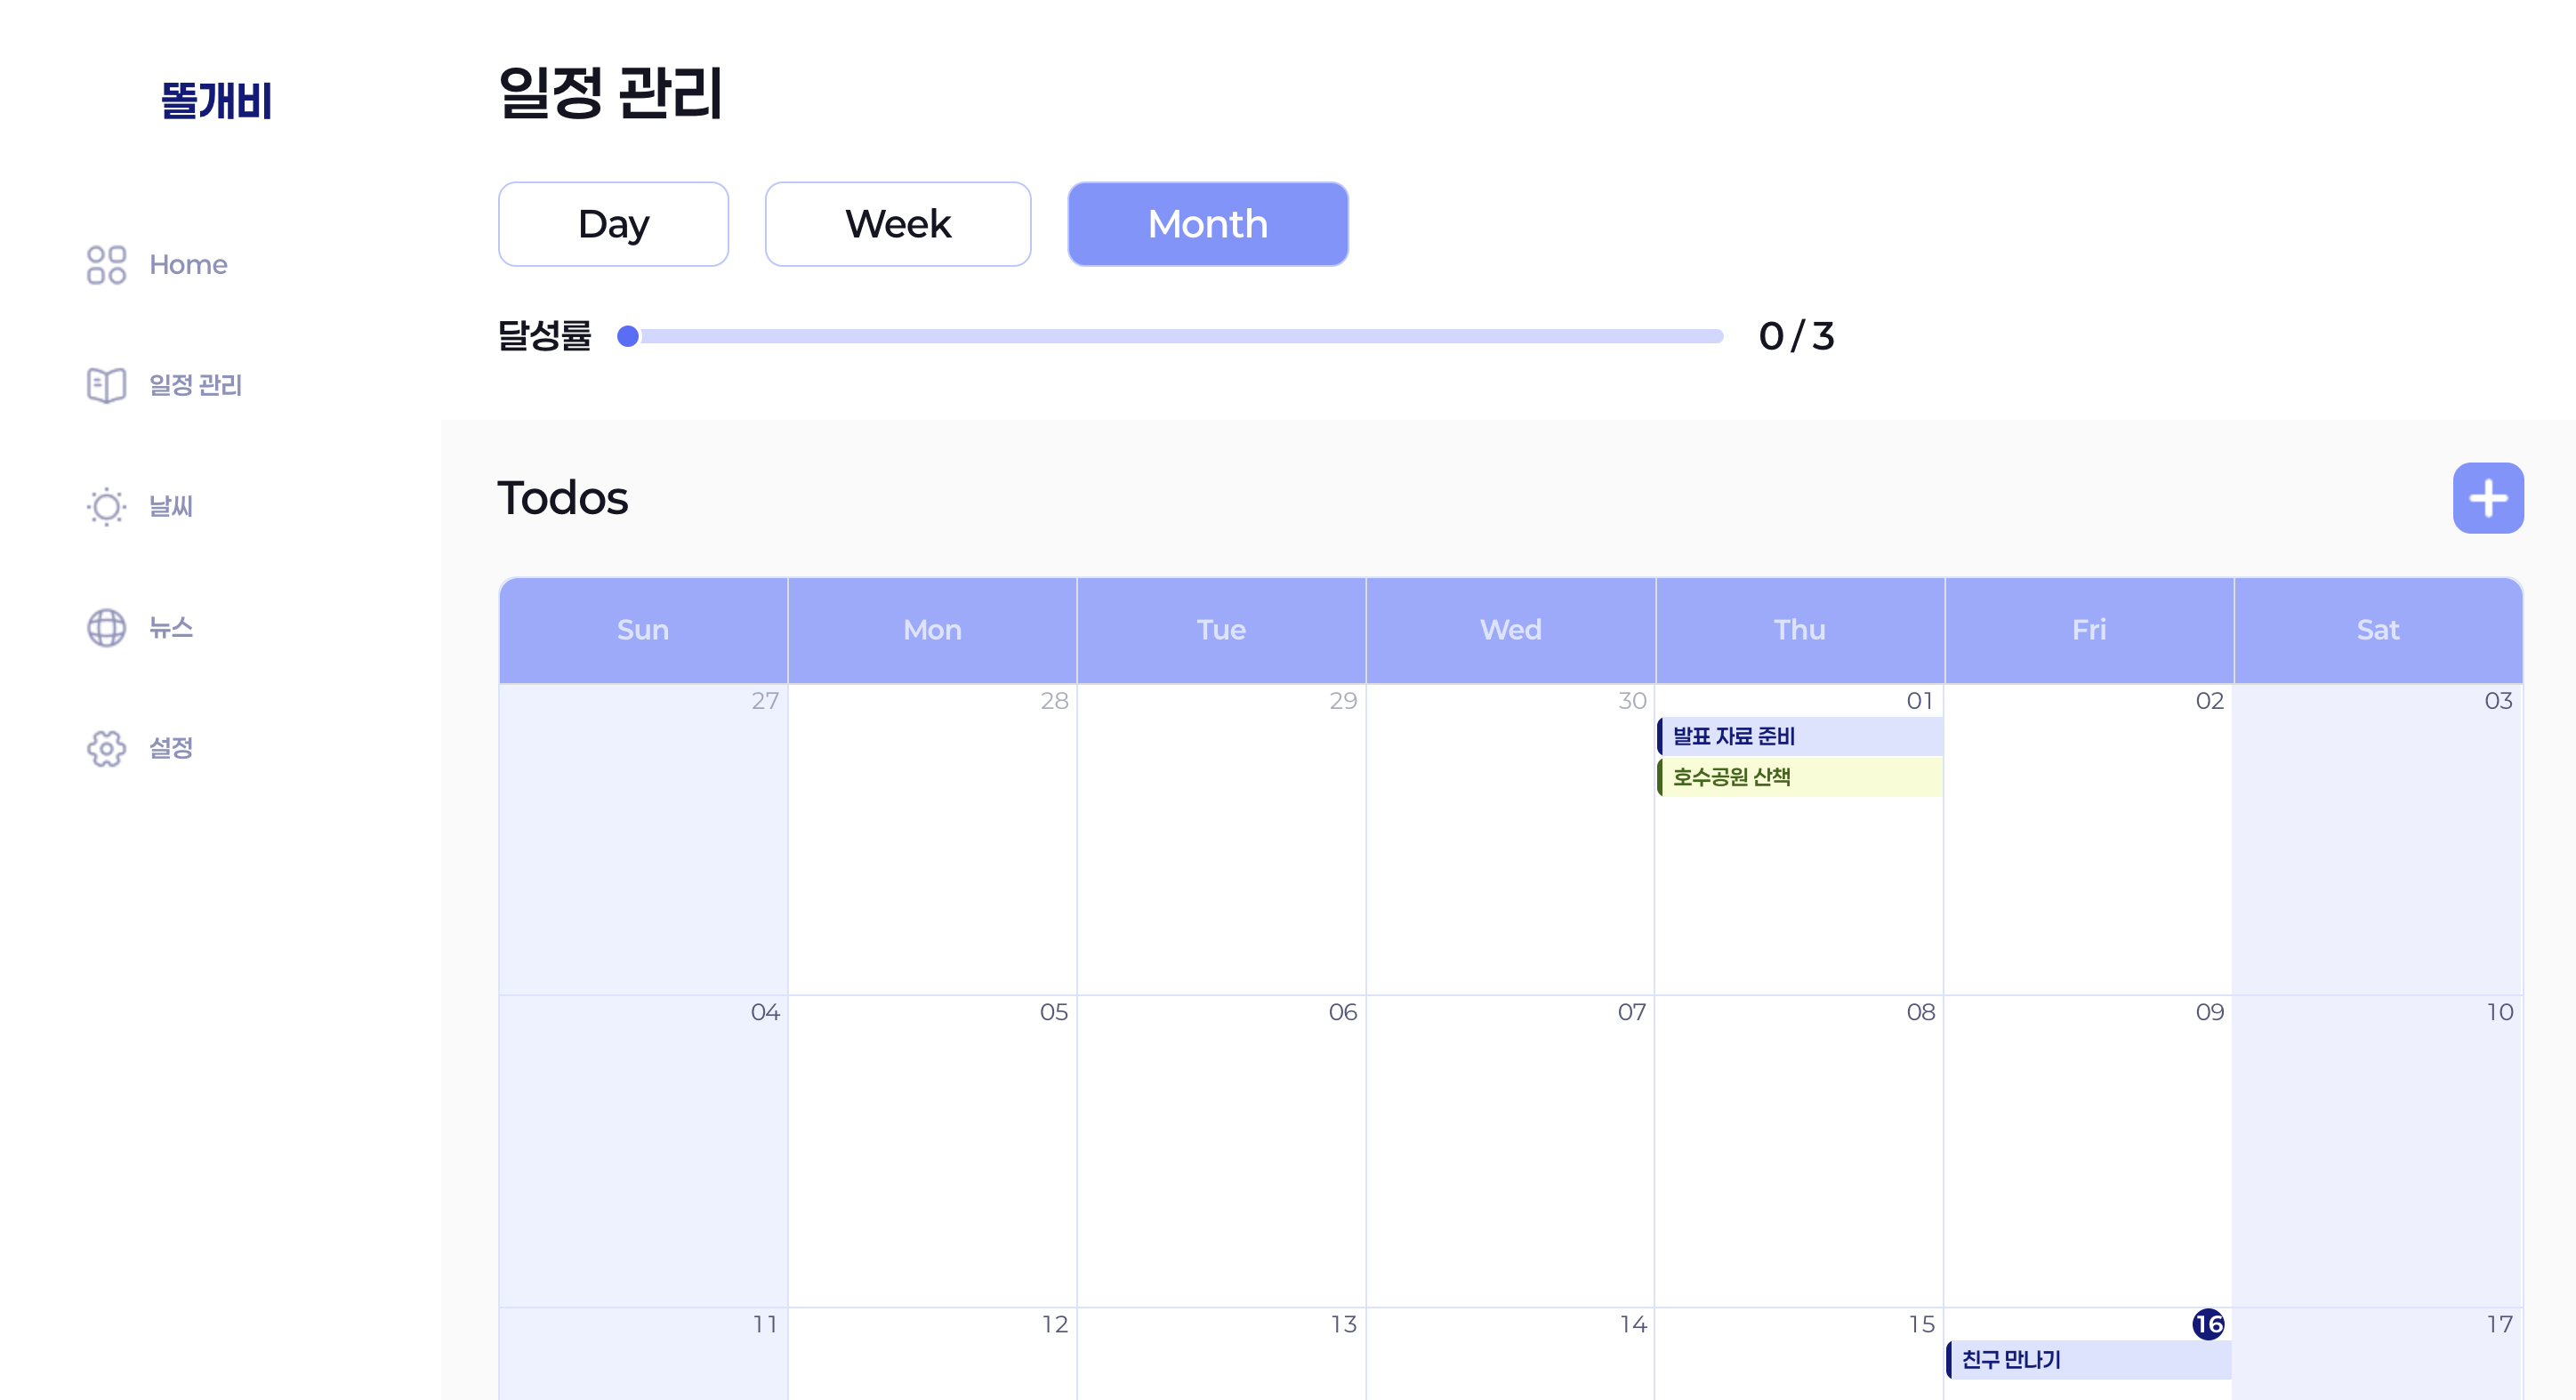 똘개비
Home
일정 관리
날씨
뉴스
설정
일정 관리
Day Week Month
달성률 0 / 3
Todos
Sun Mon Tue Wed Thu Fri Sat
27 28 29 30 01 02 03
발표 자료 준비
호수공원 산책
04 05 06 07 08 09 10
11 12 13 14 15 16 17
친구 만나기